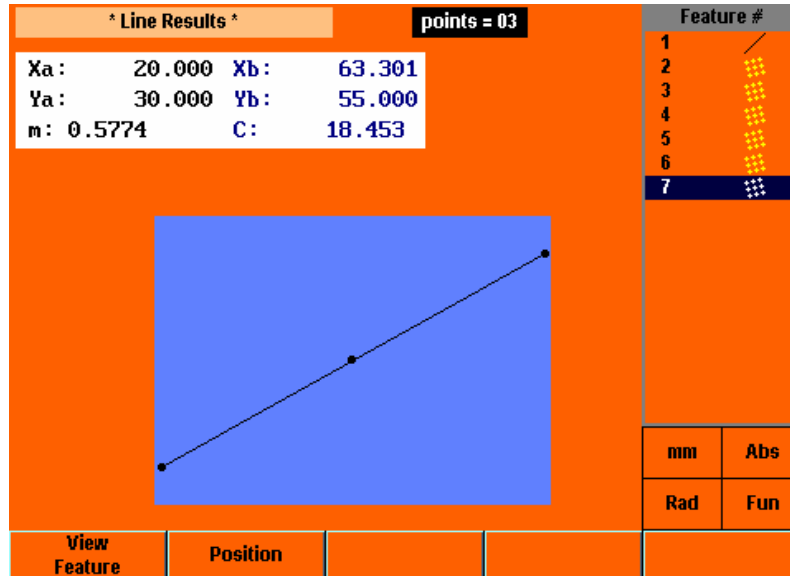 * Line Results *
points = 03
Xa: 20.000 Xb: 63.301
Ya: 30.000 Yb: 55.000
m: 0.5774 C: 18.453
Feature #
1
2
3
4
5
6
7
mm Abs
Rad Fun
View
Feature
Position